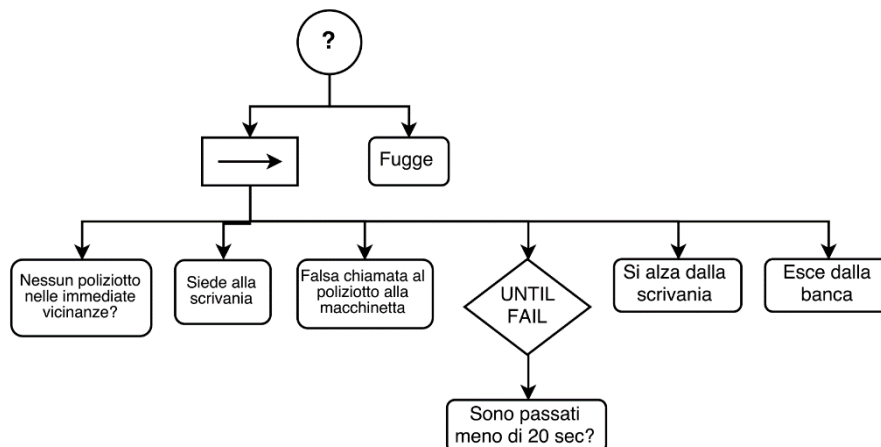 ?
Fugge
Nessun poliziotto
nelle immediate
vicinanze?
Siede alla
scrivania
Falsa chiamata al
poliziotto alla
macchinetta
UNTIL
FAIL
Si alza dalla
scrivania
Esce dalla
banca
Sono passati
meno di 20 sec?